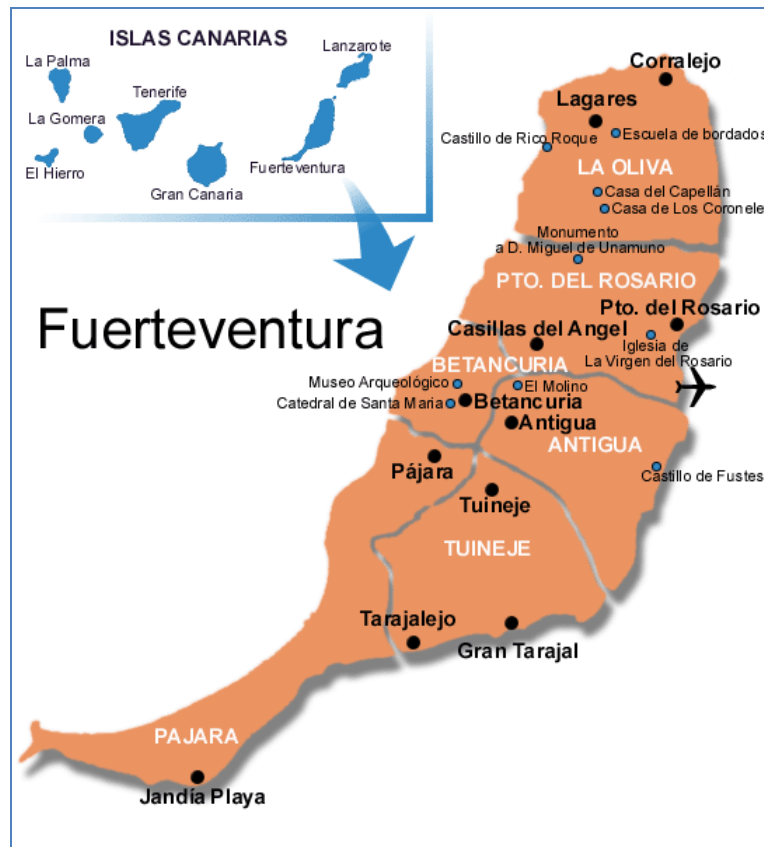 ISLAS CANARIAS
Lanzarote
La Palma
Tenerife
La Gomera
El Hierro
Gran Canaria
Fuerteventura
Corralejo
Lagares
Escuela de bordados
Castillo de Rico Roque
LA OLIVA
Casa del Capellán
Casa de Los Coronele
Monumento
a D. Miguel de Unamuno
PTO. DEL ROSARIO
Pto. del Rosario
Fuerteventura
Casillas del Angel
Iglesia de
La Virgen del Rosario
BETANCURIA
Museo Arqueológico
El Molino
Catedral de Santa Maria
Betancuria
Antigua
ANTIGUA
Pájara
Castillo de Fustes
Tuineje
TUINEJE
Tarajalejo
Gran Tarajal
PAJARA
Jandía Playa